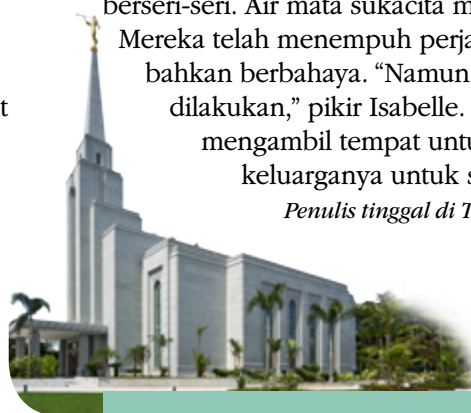 berseri-seri. Air mata sukacita m
Mereka telah menempuh perja
bahkan berbahaya. “Namun
t
dilakukan,” pikir Isabelle.
mengambil tempat untu
keluarganya untuk s
Penulis tinggal di T